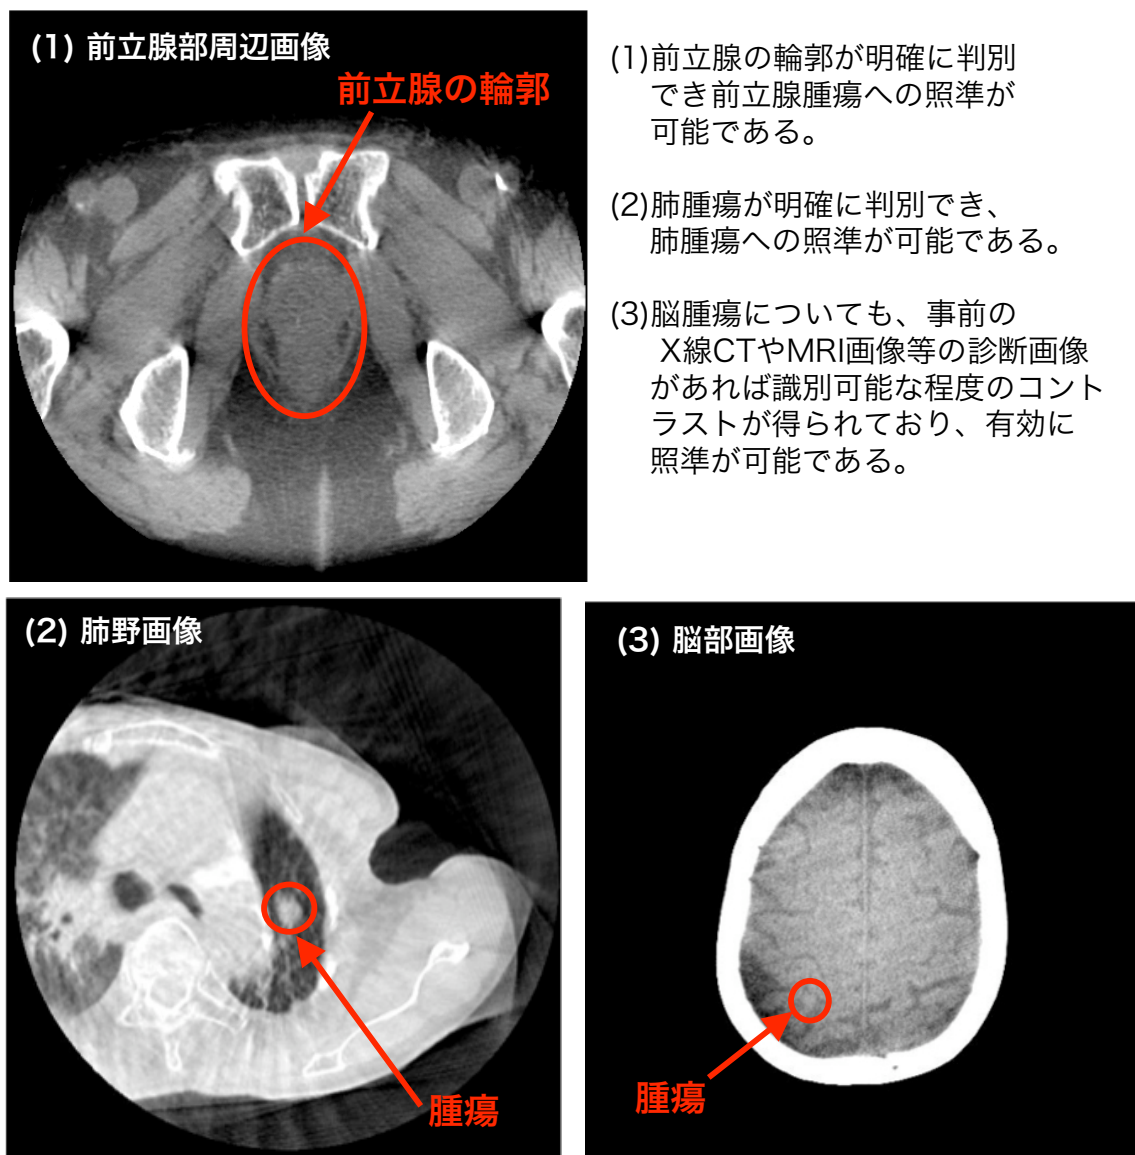 (1) 前立腺部周辺画像
前立腺の輪郭
(1)前立腺の輪郭が明確に判別
でき前立腺腫瘍への照準が
可能である。
(2)肺腫瘍が明確に判別でき、
肺腫瘍への照準が可能である。
(3)脳腫瘍についても、事前の
X線CTやMRI画像等の診断画像
があれば識別可能な程度のコント
ラストが得られており、有効に
照準が可能である。
(2) 肺野画像
腫瘍
(3) 脳部画像
腫瘍